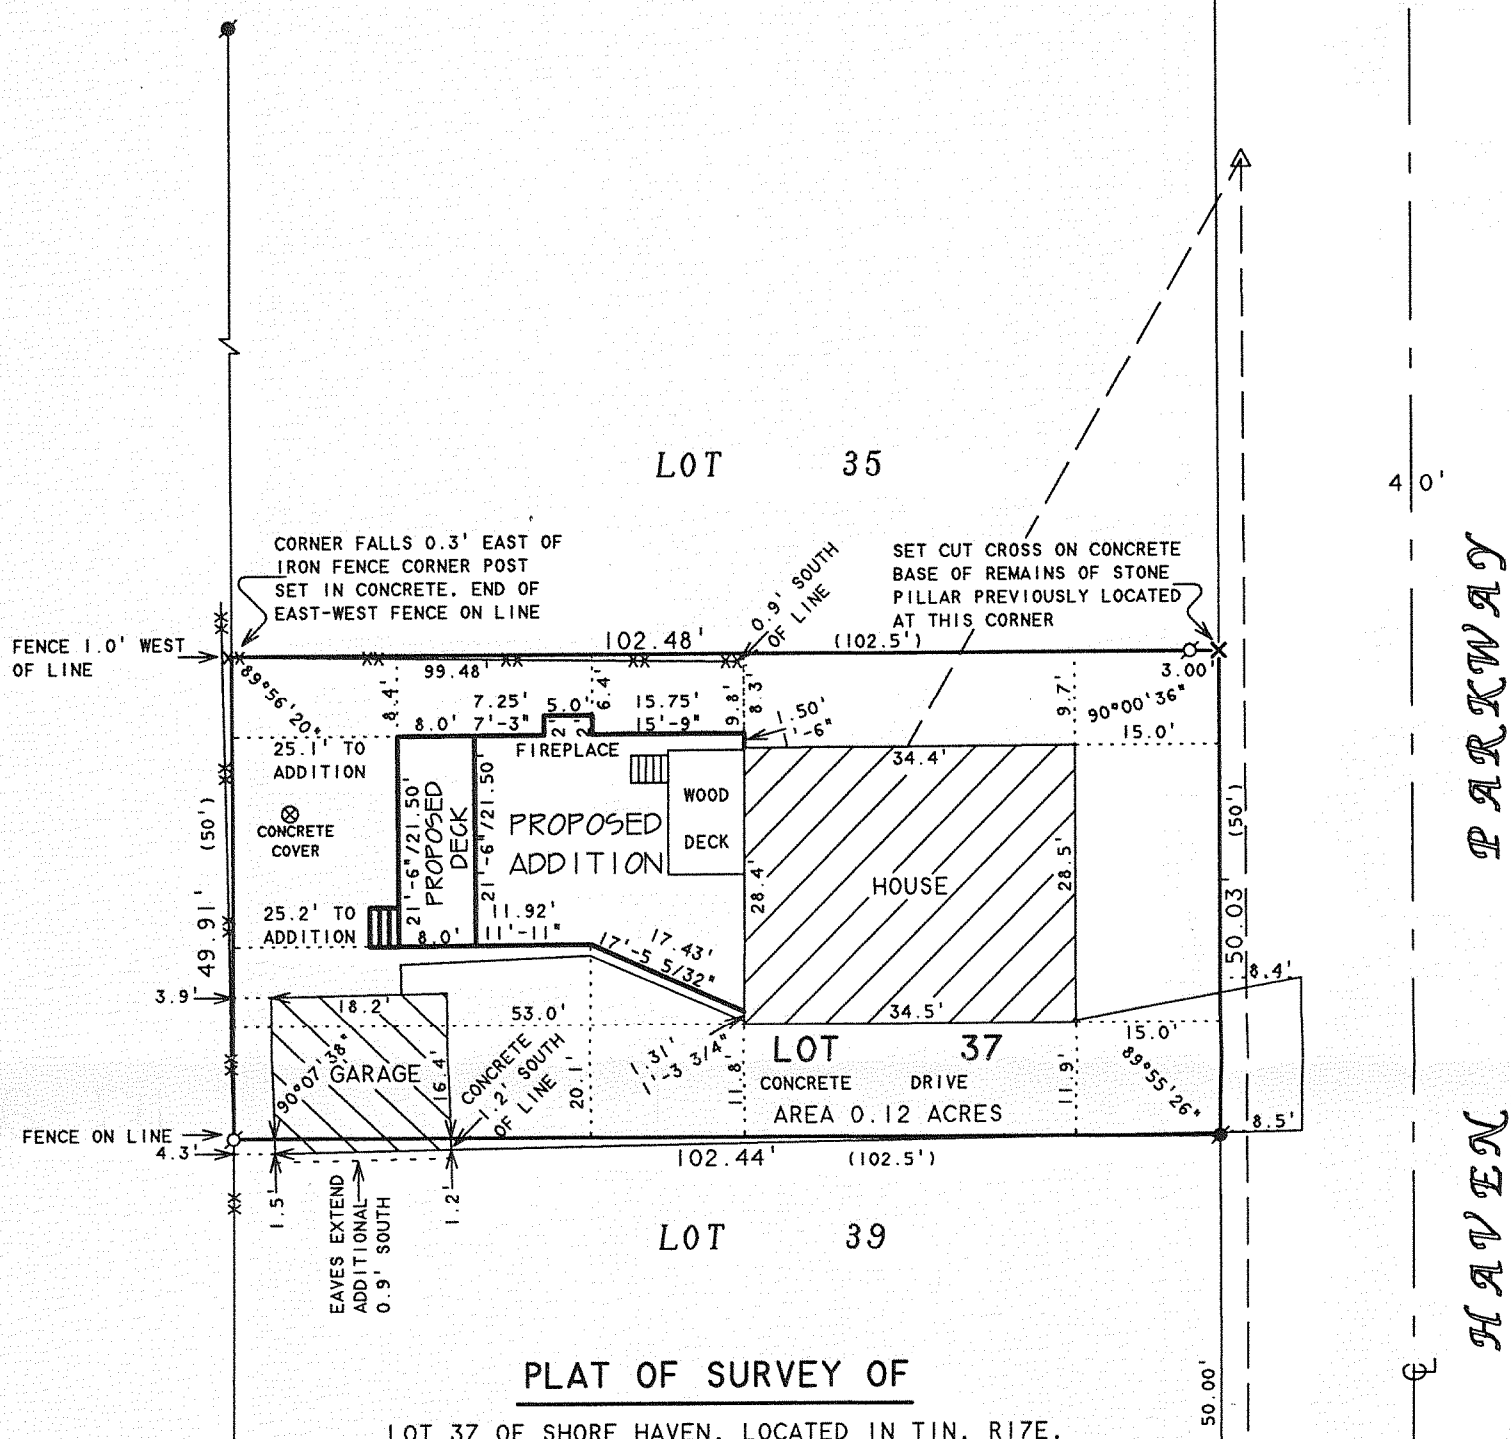 LOT 35
40'
CORNER FALLS 0.3' EAST OF
IRON FENCE CORNER POST
SET IN CONCRETE. END OF
EAST-WEST FENCE ON LINE
0.9' SOUTH
OF LINE
SET CUT CROSS ON CONCRETE
BASE OF REMAINS OF STONE
PILLAR PREVIOUSLY LOCATED
AT THIS CORNER
FENCE 1.0' WEST
OF LINE
102.48'
(102.5')
99.48'
3.00'
89°56'20"
8.4'
6.4'
9.8'
8.3'
9.7'
90°00'36"
7.25'
5.0'
15.75'
1.50'
1'-6"
8.0'
7'-3"
2'
2'
15'-9"
15.0'
25.1' TO
ADDITION
FIREPLACE
34.4'
CONCRETE
COVER
(50')
49.91'
21'-6"/21.50'
PROPOSED
DECK
21'-6"/21.50'
PROPOSED
ADDITION
WOOD
DECK
28.4'
HOUSE
28.5'
(50')
50.03'
25.2' TO
ADDITION
8.0'
11.92'
11'-11"
17.43'
17'-5 5/32"
8.4'
3.9'
18.2'
53.0'
34.5'
15.0'
90°07'38"
GARAGE
16.4'
CONCRETE
1.2' SOUTH
OF LINE
20.1'
1.31'
1'-3 3/4"
11.8'
LOT 37
CONCRETE DRIVE
AREA 0.12 ACRES
11.9'
89°55'26"
8.5'
FENCE ON LINE
4.3'
102.44'
(102.5')
1.5'
EAVES EXTEND
ADDITIONAL
0.9' SOUTH
1.2'
LOT 39
HAVEN PARKWAY
PLAT OF SURVEY OF
50.00'
LOT 37 OF SHORE HAVEN, LOCATED IN T1N, R17E,